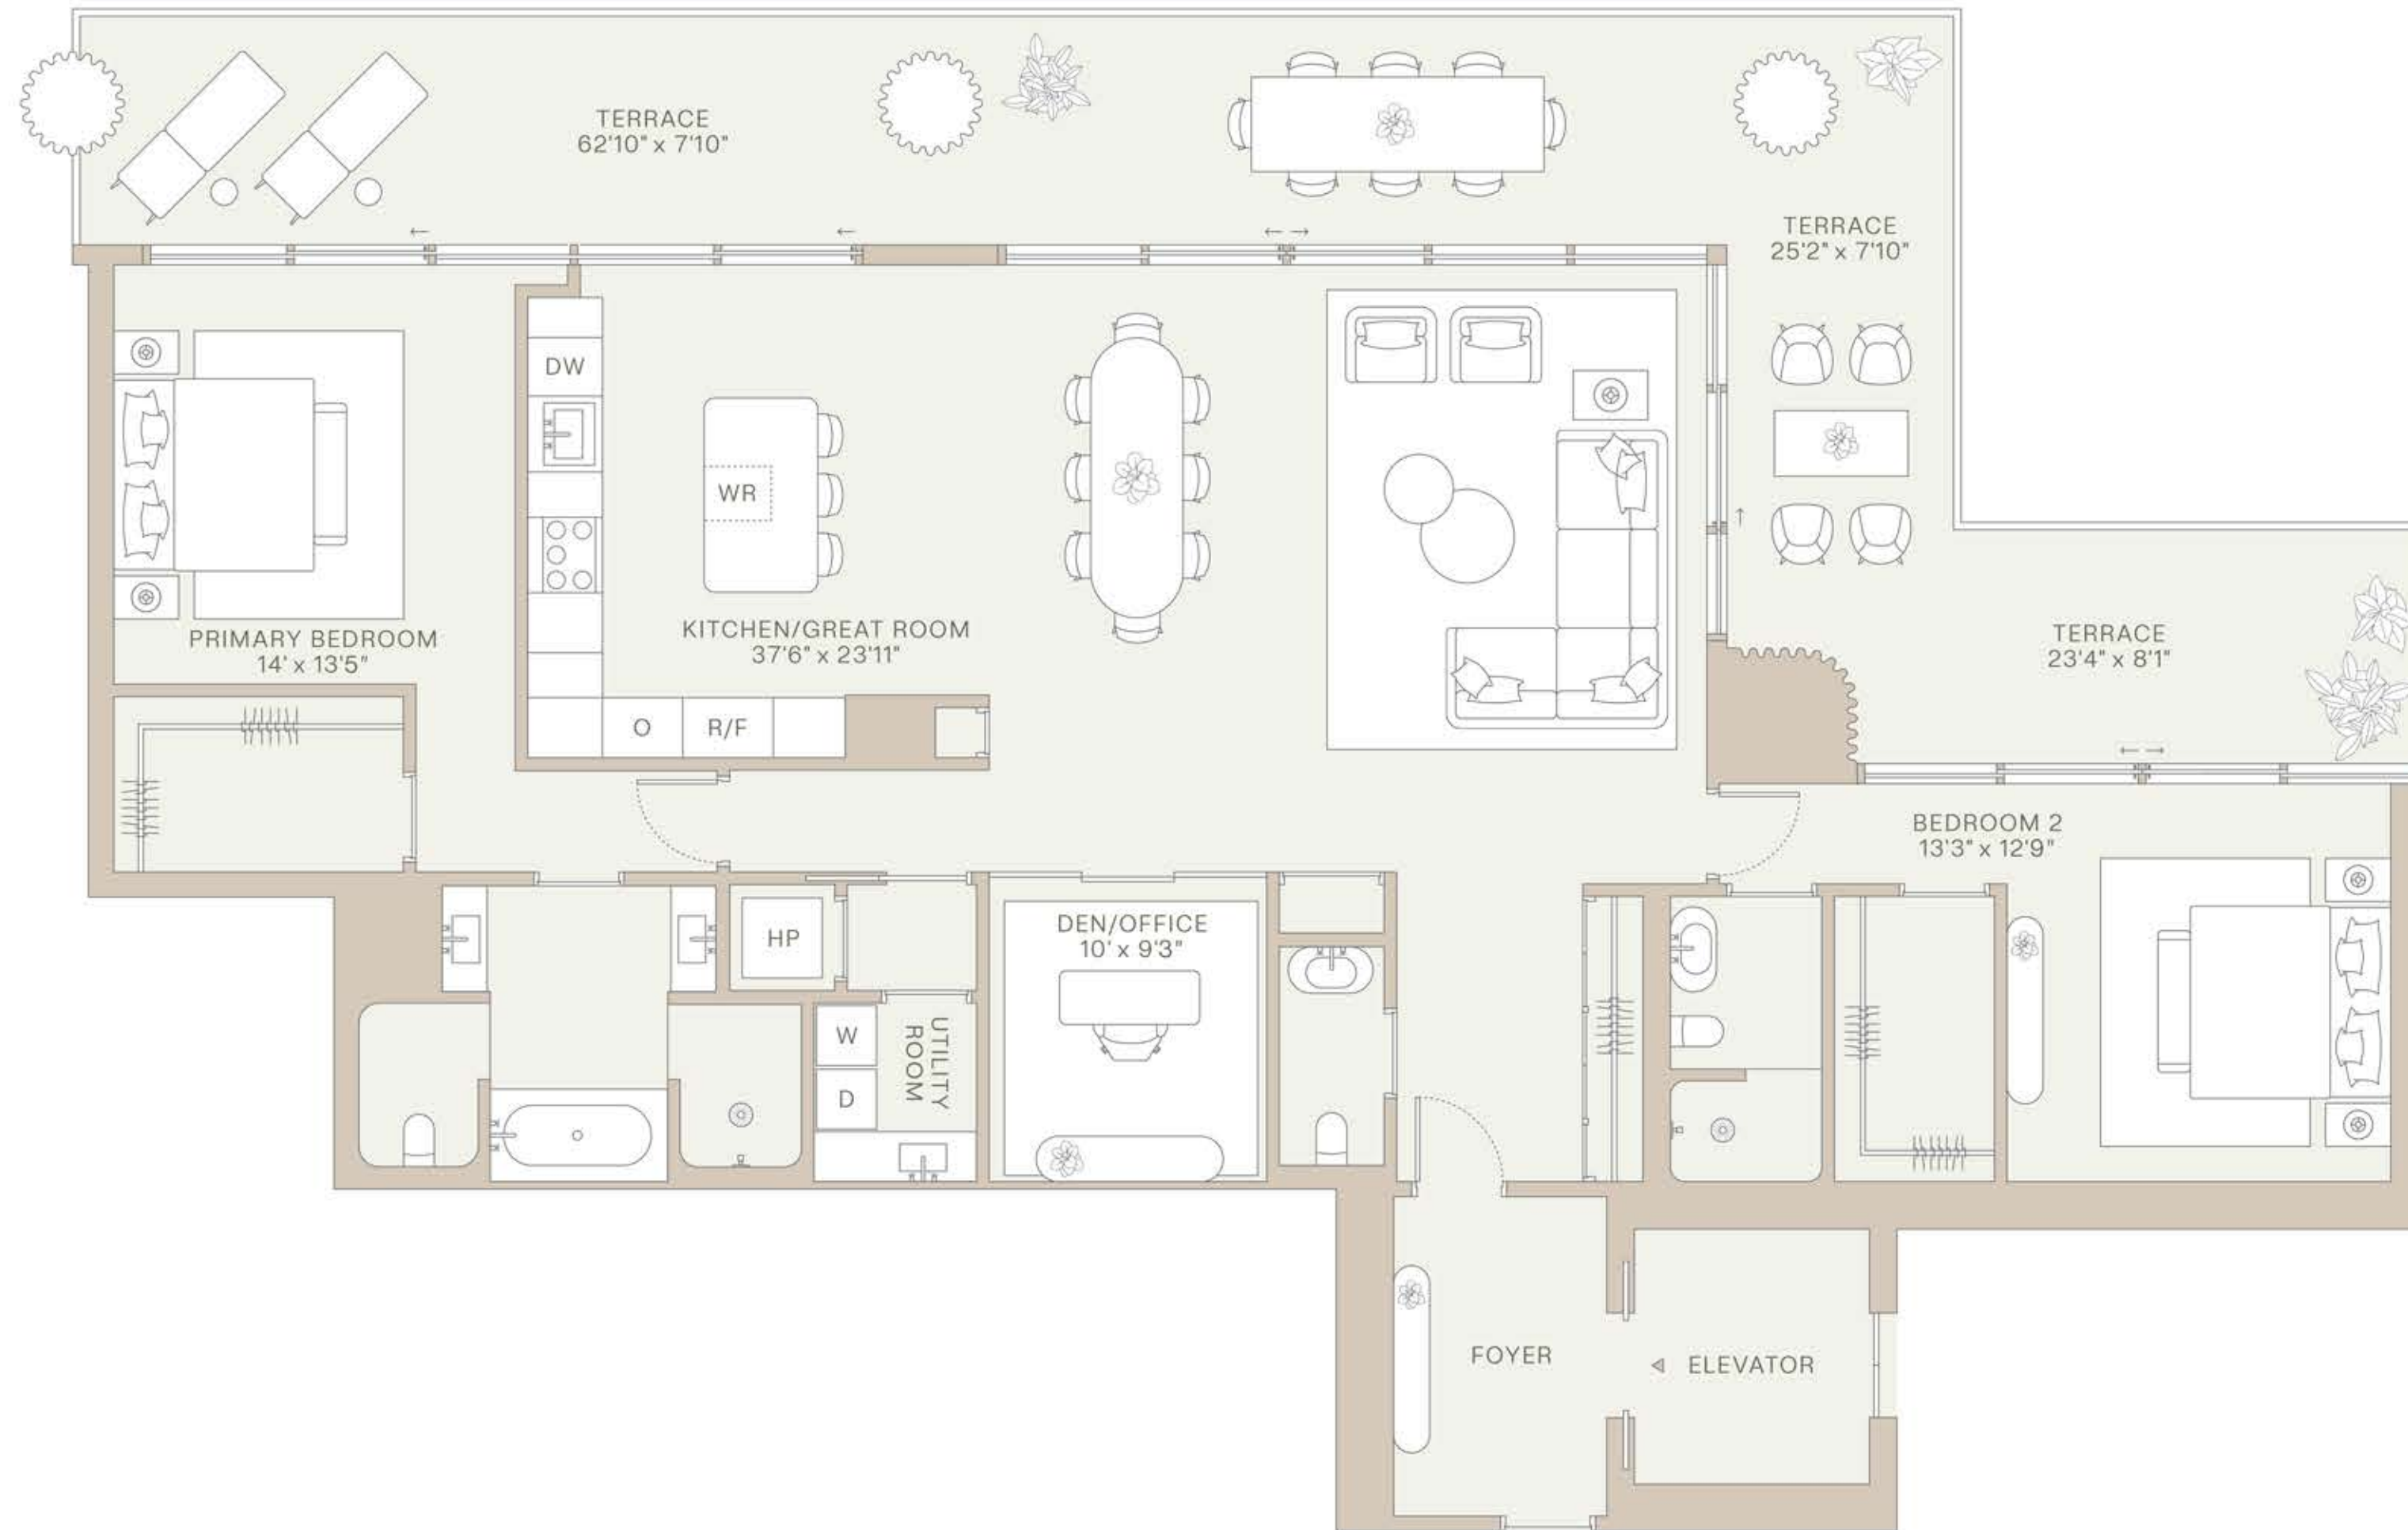 TERRACE
62'10" x 7'10"
TERRACE
25'2" x 7'10"
DW
WR
PRIMARY BEDROOM
14' x 13'5"
KITCHEN/GREAT ROOM
37'6" x 23'11"
TERRACE
23'4" x 8'1"
O
R/F
BEDROOM 2
13'3" x 12'9"
HP
DEN/OFFICE
10' x 9'3"
W
D
UTILITY
ROOM
FOYER
ELEVATOR